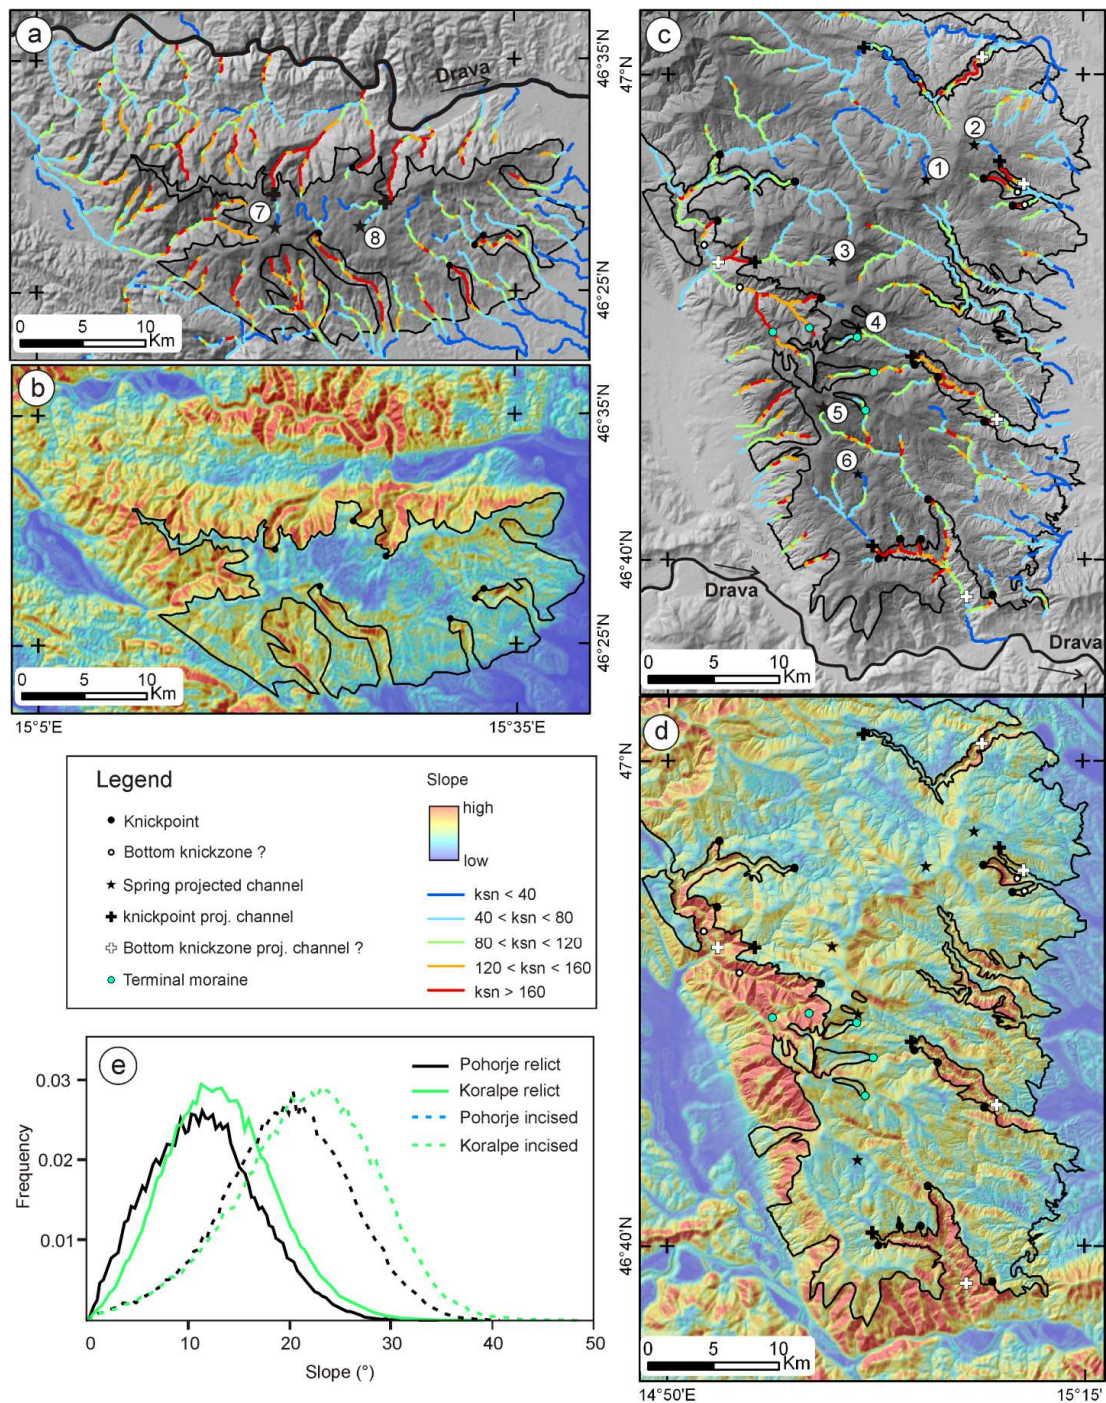 a
Drava
7
8
46°35'N
46°25'N
0 5 10
Km
b
46°35'N
46°25'N
0 5 10
Km
15°5'E
15°35'E
c
47°N
2
1
3
4
5
6
46°40'N
Drava
Drava
0 5 10
Km
d
47°N
46°40'N
0 5 10
Km
14°50'E
15°15'E
Legend
Knickpoint
Bottom knickzone ?
Spring projected channel
knickpoint proj. channel
Bottom knickzone proj. channel ?
Terminal moraine
Slope
high
low
ksn < 40
40 < ksn < 80
80 < ksn < 120
120 < ksn < 160
ksn > 160
e
Pohorje relict
Koralpe relict
Pohorje incised
Koralpe incised
Frequency
0.03
0.02
0.01
0 10 20 30 40 50
Slope (°)